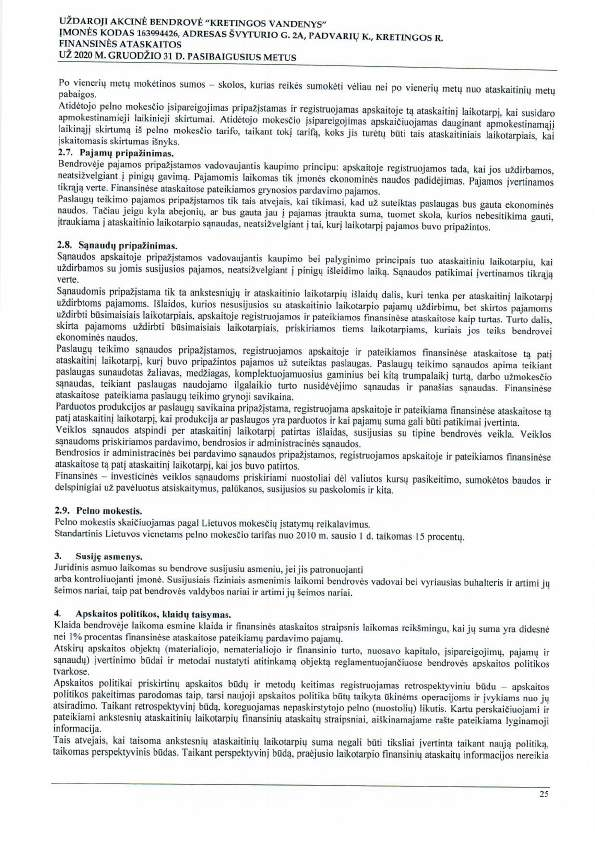 UŽDAROJI AKCINĖ BENDROVĖ "KRETINGOS VANDENYS"
ĮMONĖS KODAS 163994426, ADRESAS ŠVYTURIO G. 2A, PADVARIŲ K., KRETINGOS R.
FINANSINĖS ATASKAITOS
UŽ 2020 M. GRUODŽIO 31 D. PASIBAIGUSIUS METUS
Po vienerių metų mokėtinos sumos – skolos, kurias reikės sumokėti vėliau nei po vienerių metų nuo ataskaitinių metų
pabaigos.
Atidėtojo pelno mokesčio įsipareigojimas pripažįstamas ir registruojamas apskaitoje tą ataskaitinį laikotarpį, kai susidaro
apmokestinamieji laikinieji skirtumai. Atidėtojo mokesčio įsipareigojimas apskaičiuojamas dauginant apmokestinamąjį
laikinąjį skirtumą iš pelno mokesčio tarifo, taikant tokį tarifą, koks jis turėtų būti tais ataskaitiniais laikotarpiais, kai
įskaitomasis skirtumas išnyks.
2.7. Pajamų pripažinimas.
Bendrovėje pajamos pripažįstamos vadovaujantis kaupimo principu: apskaitoje registruojamos tada, kai jos uždirbamos,
neatsižvelgiant į pinigų gavimą. Pajamomis laikomas tik įmonės ekonominės naudos padidėjimas. Pajamos įvertinamos
tikrąją verte. Finansinėse ataskaitose pateikiamos grynosios pardavimo pajamos.
Paslaugų teikimo pajamos pripažįstamos tik tais atvejais, kai tikimasi, kad už suteiktas paslaugas bus gauta ekonominės
naudos. Tačiau jeigu kyla abejonių, ar bus gauta jau į pajamas įtraukta suma, tuomet skola, kurios nebesitikima gauti,
įtraukiama į ataskaitinio laikotarpio sąnaudas, neatsižvelgiant į tai, kurį laikotarpį pajamos buvo pripažintos.
2.8. Sąnaudų pripažinimas.
Sąnaudos apskaitoje pripažįstamos vadovaujantis kaupimo bei palyginimo principais tuo ataskaitiniu laikotarpiu, kai
uždirbamos su jomis susijusios pajamos, neatsižvelgiant į pinigų išleidimo laiką. Sąnaudos patikimai įvertinamos tikrąją
verte.
Sąnaudomis pripažįstama tik ta ankstesniųjų ir ataskaitinio laikotarpių išlaidų dalis, kuri tenka per ataskaitinį laikotarpį
uždirbtoms pajamoms. Išlaidos, kurios nesusijusios su ataskaitinio laikotarpio pajamų uždirbimu, bet skirtos pajamoms
uždirbti būsimaisiais laikotarpiais, apskaitoje registruojamos ir pateikiamos finansinėse ataskaitose kaip turtas. Turto dalis,
skirta pajamoms uždirbti būsimaisiais laikotarpiais, priskiriamos tiems laikotarpiams, kuriais jos teiks bendrovei
ekonominės naudos.
Paslaugų teikimo sąnaudos pripažįstamos, registruojamos apskaitoje ir pateikiamos finansinėse ataskaitose tą patį
ataskaitinį laikotarpį, kurį buvo pripažintos pajamos už suteiktas paslaugas. Paslaugų teikimo sąnaudos apima teikiant
paslaugas sunaudotas žaliavas, medžiagas, komplektuojamuosius gaminius bei kitą trumpalaikį turtą, darbo užmokesčio
sąnaudas, teikiant paslaugas naudojamo ilgalaikio turto nusidėvėjimo sąnaudas ir panašias sąnaudas. Finansinėse
ataskaitose pateikiama paslaugų teikimo grynoji savikaina.
Parduotos produkcijos ar paslaugų savikaina pripažįstama, registruojama apskaitoje ir pateikiama finansinėse ataskaitose tą
patį ataskaitinį laikotarpį, kai produkcija ar paslaugos yra parduotos ir kai pajamų suma gali būti patikimai įvertinta.
Veiklos sąnaudos atspindi per ataskaitinį laikotarpį patirtas išlaidas, susijusias su tipine bendrovės veikla. Veiklos
sąnaudoms priskiriamos pardavimo, bendrosios ir administracinės sąnaudos.
Bendrosios ir administracinės bei pardavimo sąnaudos pripažįstamos, registruojamos apskaitoje ir pateikiamos finansinėse
ataskaitose tą patį ataskaitinį laikotarpį, kai jos buvo patirtos.
Finansinės – investicinės veiklos sąnaudoms priskiriami nuostoliai dėl valiutos kursų pasikeitimo, sumokėtos baudos ir
delspinigiai už pavėluotus atsiskaitymus, palūkanos, susijusios su paskolomis ir kita.
2.9. Pelno mokestis.
Pelno mokestis skaičiuojamas pagal Lietuvos mokesčių įstatymų reikalavimus.
Standartinis Lietuvos vienetams pelno mokesčio tarifas nuo 2010 m. sausio 1 d. taikomas 15 procentų.
3. Susiję asmenys.
Juridinis asmuo laikomas su bendrove susijusiu asmeniu, jei jis patronuojanti
arba kontroliuojanti įmonė. Susijusiais fiziniais asmenimis laikomi bendrovės vadovai bei vyriausias buhalteris ir artimi jų
šeimos nariai, taip pat bendrovės valdybos nariai ir artimi jų šeimos nariai.
4. Apskaitos politikos, klaidų taisymas.
Klaida bendrovėje laikoma esmine klaida ir finansinės ataskaitos straipsnis laikomas reikšmingu, kai jų suma yra didesnė
nei 1% procentas finansinėse ataskaitose pateikiamų pardavimo pajamų.
Atskirų apskaitos objektų (materialiojo, nematerialiojo ir finansinio turto, nuosavo kapitalo, įsipareigojimų, pajamų ir
sąnaudų) įvertinimo būdai ir metodai nustatyti atitinkamą objektą reglamentuojančiuose bendrovės apskaitos politikos
tvarkose.
Apskaitos politikai priskirtinų apskaitos būdų ir metodų keitimas registruojamas retrospektyviniu būdu – apskaitos
politikos pakeitimas parodomas taip, tarsi naujoji apskaitos politika būtų taikyta ūkinėms operacijoms ir įvykiams nuo jų
atsiradimo. Taikant retrospektyvinį būdą, koreguojamas nepaskirstytojo pelno (nuostolių) likutis. Kartu perskaičiuojami ir
pateikiami ankstesnių ataskaitinių laikotarpių finansinių ataskaitų straipsniai, aiškinamajame rašte pateikiama lyginamoji
informacija.
Tais atvejais, kai taisoma ankstesnių ataskaitinių laikotarpių suma negali būti tiksliai įvertinta taikant naują politiką,
taikomas perspektyvinis būdas. Taikant perspektyvinį būdą, praėjusio laikotarpio finansinių ataskaitų informacijos nereikia
25